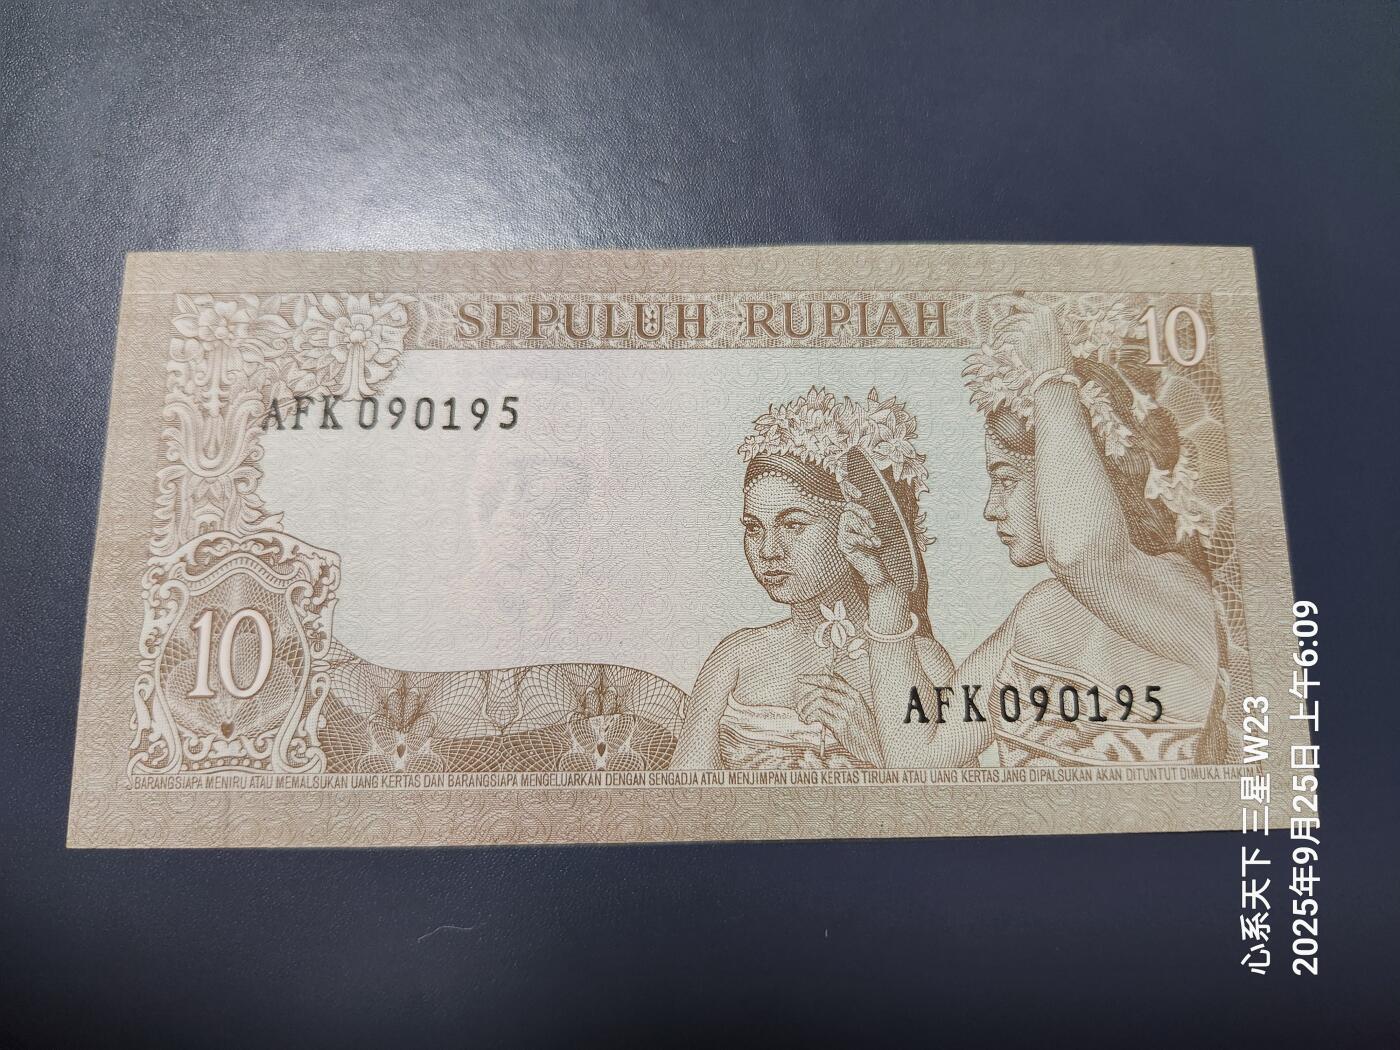 SEPULUH RUPIAH
10
AFK 090195
10
AFK 090195
BARANGSIAPA MENIRU ATAU MEMALSUKAN UANG KERTAS DAN BARANGSIAPA MENGELUARKAN DENGAN SENGADJA ATAU MENJIMPAN UANG KERTAS TIRUAN ATAU UANG KERTAS JANG DIPALSUKAN AKAN DITUNTUT DIMUKA HAKIM
心系天下 三星 W23
2025年9月25日 上午6:09